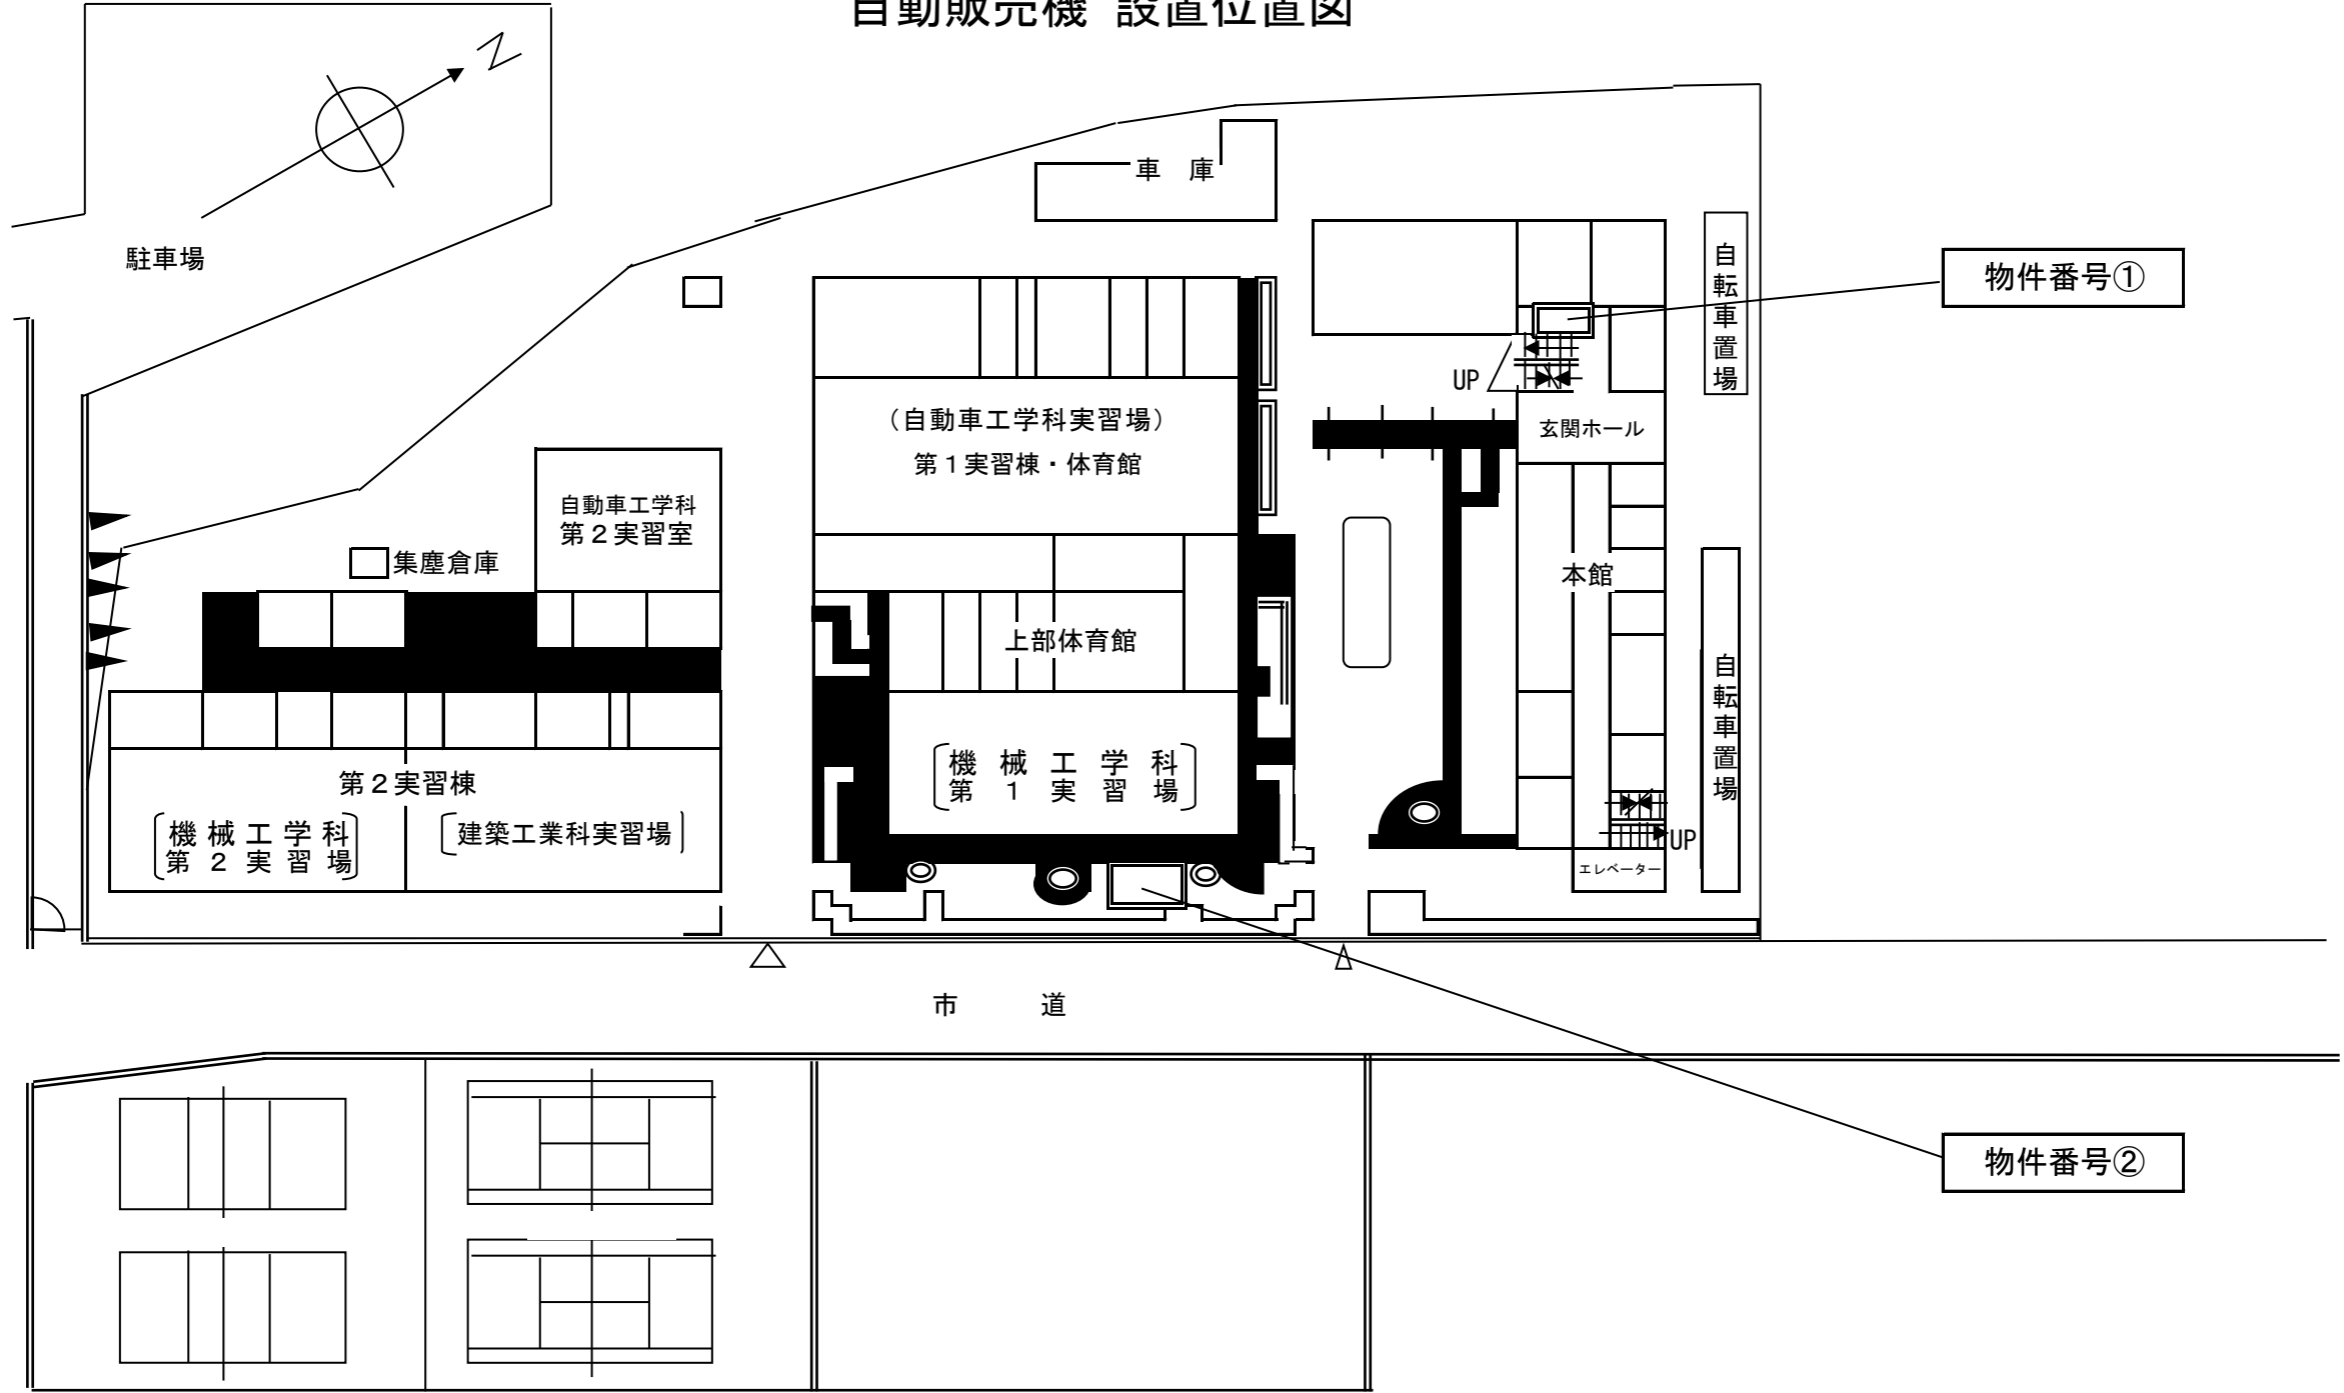 自動販売機 設置位置図
N
駐車場
車 庫
物件番号①
自転車置場
UP
(自動車工学科実習場)
第1実習棟・体育館
玄関ホール
自動車工学科
第2実習室
集塵倉庫
本館
上部体育館
自転車置場
機械工学科
第1実習場
第2実習棟
機械工学科
第2実習場
建築工業科実習場
UP
エレベーター
市 道
物件番号②